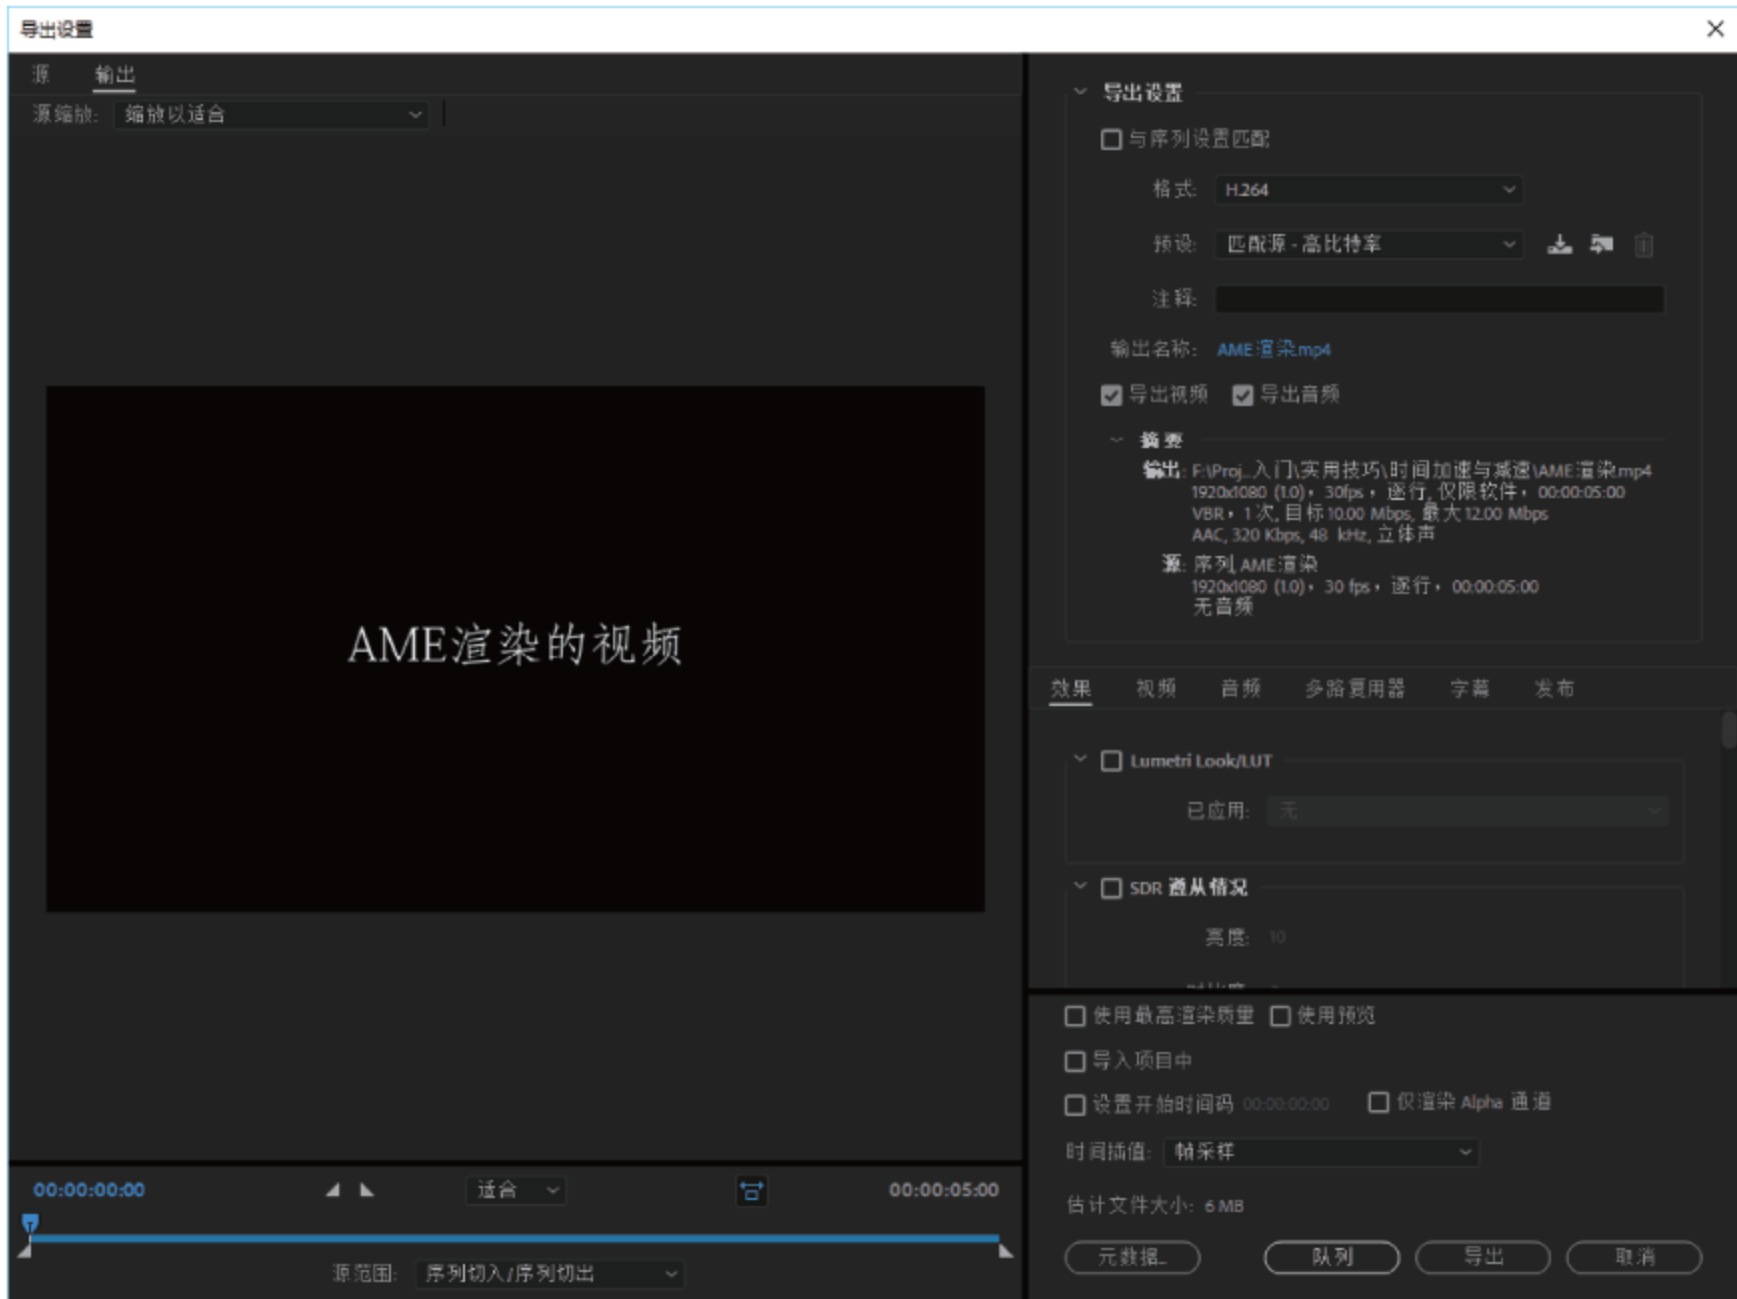 导出设置
源 输出
源缩放: 缩放以适合
AME渲染的视频
00:00:00:00 适合 00:00:05:00
源范围: 序列切入/序列切出
导出设置
与序列设置匹配
格式: H.264
预设: 匹配源 - 高比特率
注释:
输出名称: AME渲染.mp4
导出视频 导出音频
摘要
输出: F:\Proj...入门\实用技巧\时间加速与减速\AME渲染.mp4
1920x1080 (1.0), 30fps, 逐行, 仅限软件, 00:00:05:00
VBR, 1 次, 目标 10.00 Mbps, 最大 12.00 Mbps
AAC, 320 Kbps, 48 kHz, 立体声
源: 序列, AME渲染
1920x1080 (1.0), 30 fps, 逐行, 00:00:05:00
无音频
效果 视频 音频 多路复用器 字幕 发布
Lumetri Look/LUT
已应用: 无
SDR 遵从情况
亮度: 10
使用最高渲染质量 使用预览
导入项目中
设置开始时间码 00:00:00:00 仅渲染 Alpha 通道
时间插值: 帧采样
估计文件大小: 6 MB
元数据... 队列 导出 取消